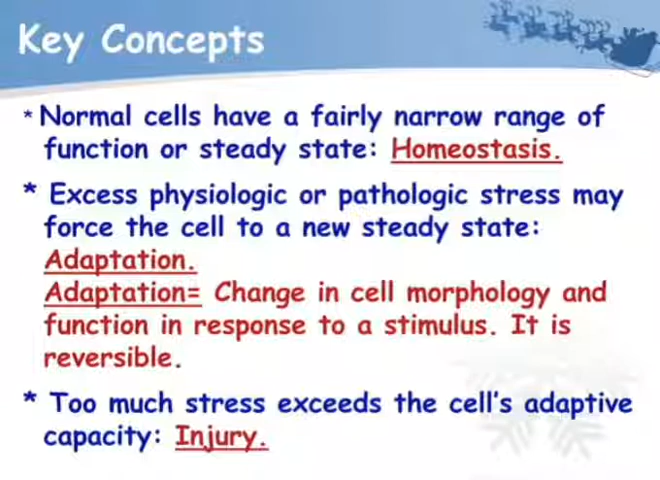 Key Concepts
* Normal cells have a fairly narrow range of
function or steady state: Homeostasis.
* Excess physiologic or pathologic stress may
force the cell to a new steady state:
Adaptation.
Adaptation= Change in cell morphology and
function in response to a stimulus. It is
reversible.
* Too much stress exceeds the cell's adaptive
capacity: Injury.